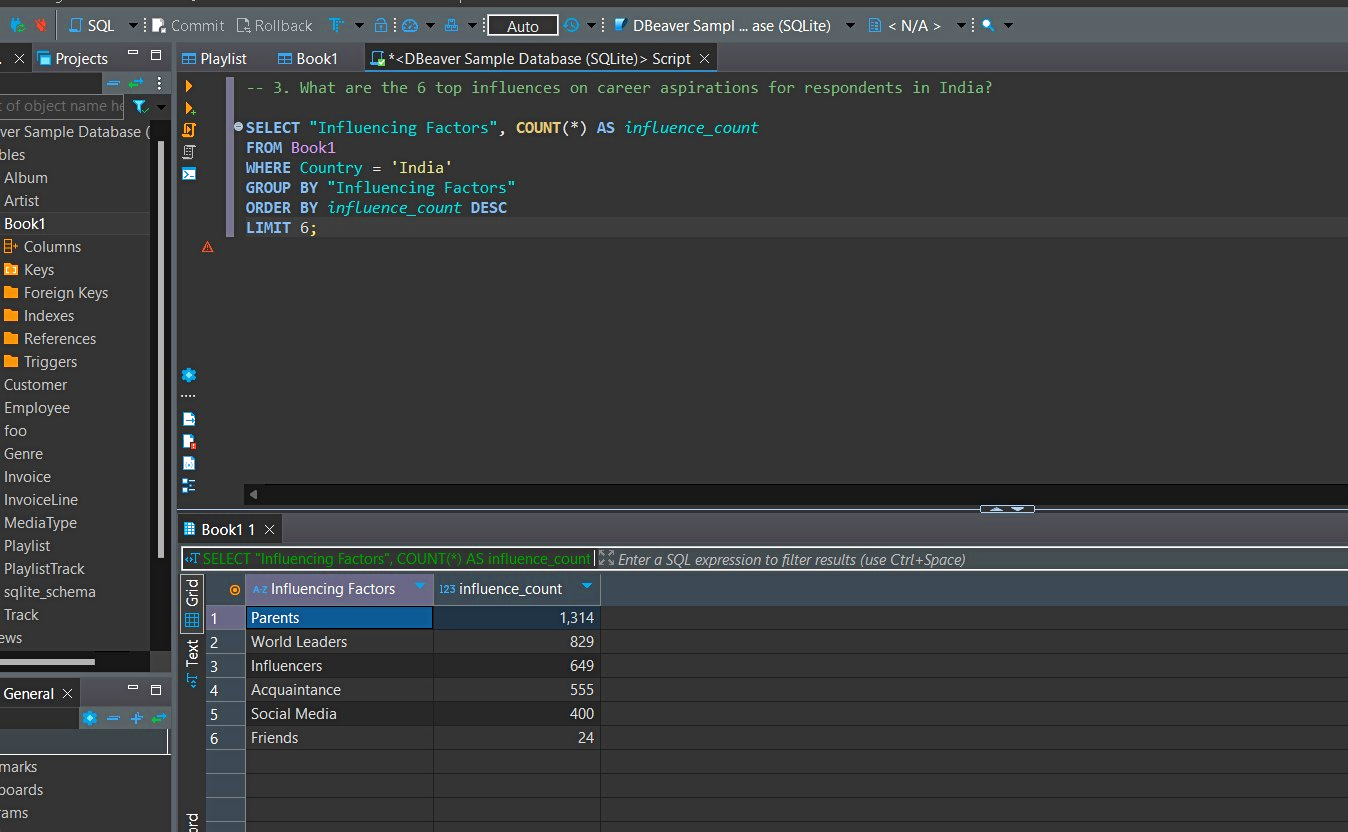 SQL Commit Rollback Auto DBeaver Sampl ... ase (SQLite) < N/A >
Projects
Playlist Book1 *<DBeaver Sample Database (SQLite)> Script
t of object name he
ver Sample Database (
bles
Album
Artist
Book1
Columns
Keys
Foreign Keys
Indexes
References
Triggers
Customer
Employee
foo
Genre
Invoice
InvoiceLine
MediaType
Playlist
PlaylistTrack
sqlite_schema
Track
ews
General
marks
boards
ams
-- 3. What are the 6 top influences on career aspirations for respondents in India?
SELECT "Influencing Factors", COUNT(*) AS influence_count
FROM Book1
WHERE Country = 'India'
GROUP BY "Influencing Factors"
ORDER BY influence_count DESC
LIMIT 6;
Book1 1
SELECT "Influencing Factors", COUNT(*) AS influence_count Enter a SQL expression to filter results (use Ctrl+Space)
Grid
Text
ord
A-Z Influencing Factors 123 influence_count
1 Parents 1,314
2 World Leaders 829
3 Influencers 649
4 Acquaintance 555
5 Social Media 400
6 Friends 24